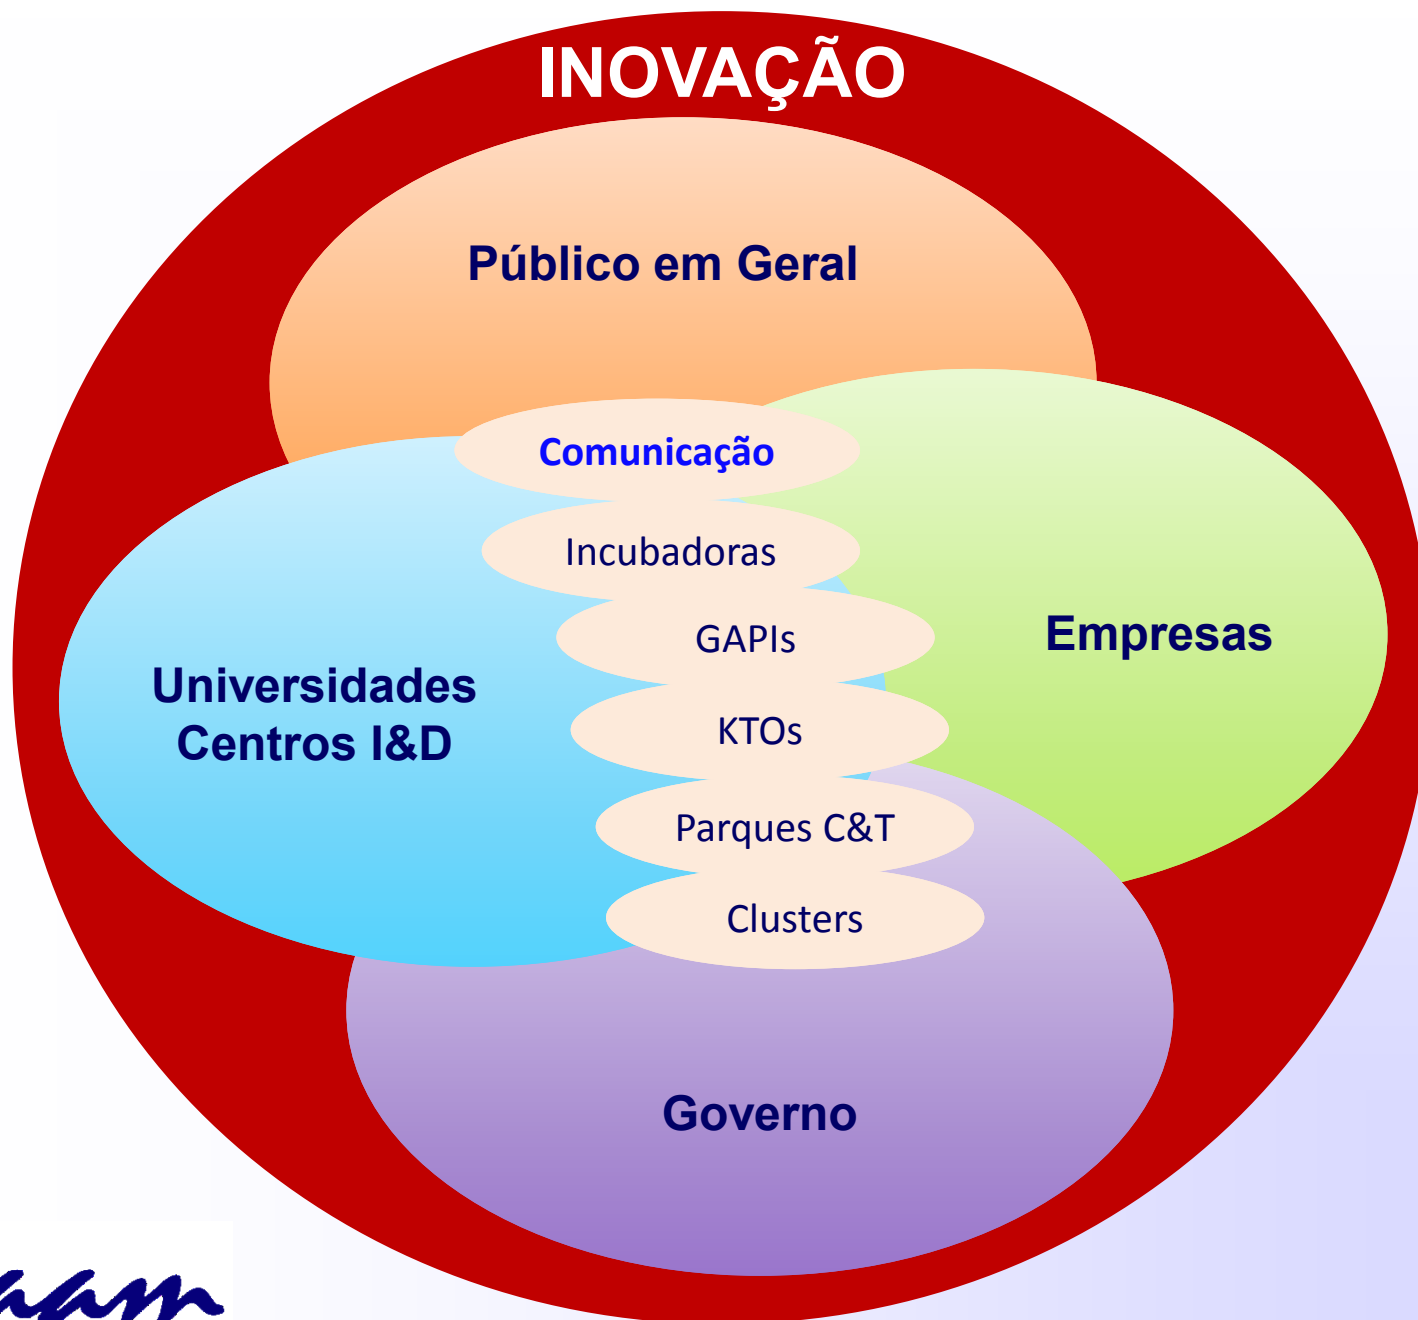 INOVAÇÃO
Público em Geral
Comunicação
Incubadoras
GAPIs
Empresas
Universidades
Centros I&D
KTOs
Parques C&T
Clusters
Governo